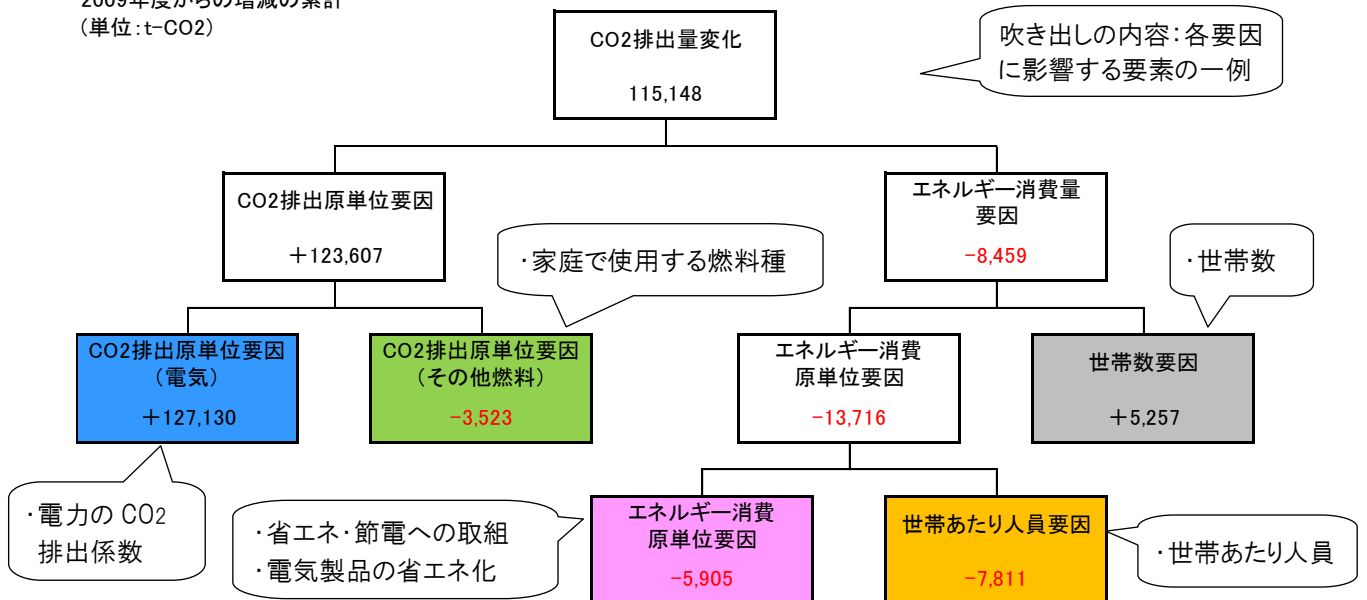 2009年度からの増減の累計
(単位:t-CO2)
CO2排出量変化
115,148
吹き出しの内容:各要因
に影響する要素の一例
CO2排出原単位要因
+123,607
エネルギー消費量
要因
-8,459
・家庭で使用する燃料種
・世帯数
CO2排出原単位要因
(電気)
+127,130
CO2排出原単位要因
(その他燃料)
-3,523
エネルギー消費
原単位要因
-13,716
世帯数要因
+5,257
・電力の CO2
排出係数
・省エネ・節電への取組
・電気製品の省エネ化
エネルギー消費
原単位要因
-5,905
世帯あたり人員要因
-7,811
・世帯あたり人員